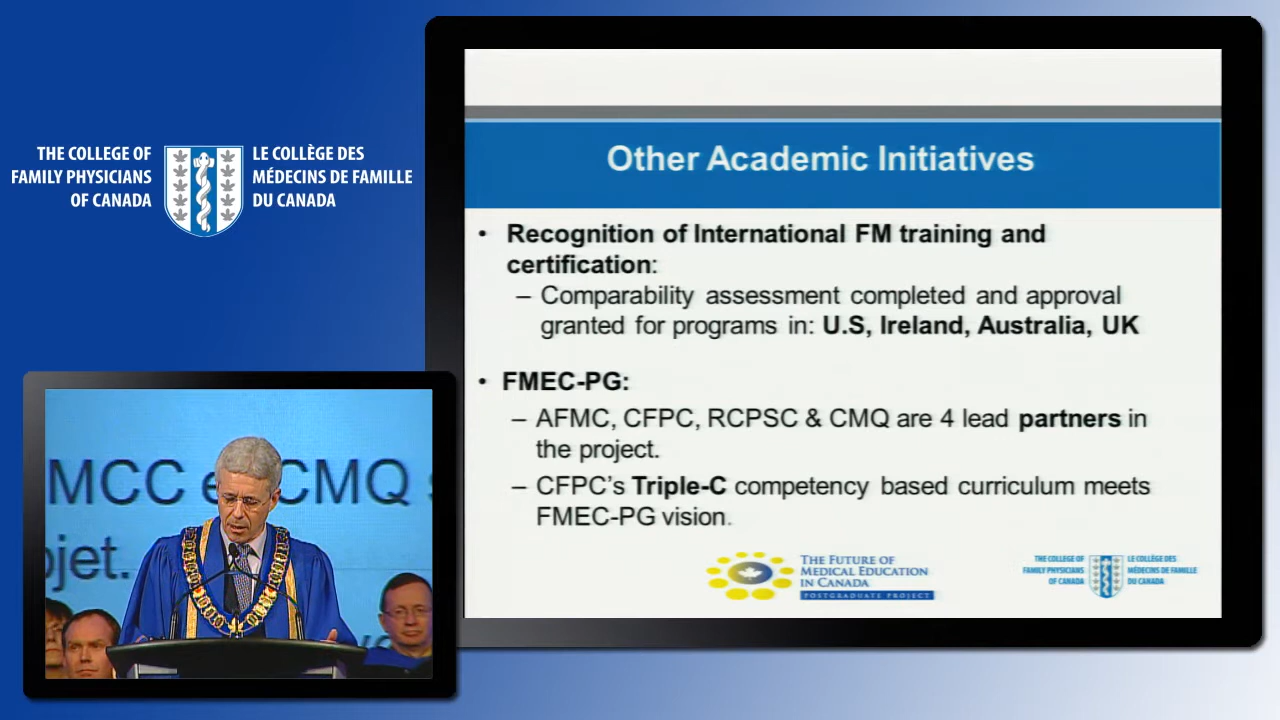 THE COLLEGE OF
FAMILY PHYSICIANS
OF CANADA
LE COLLÈGE DES
MÉDECINS DE FAMILLE
DU CANADA
Other Academic Initiatives
• Recognition of International FM training and
certification:
– Comparability assessment completed and approval
granted for programs in: U.S, Ireland, Australia, UK
• FMEC-PG:
– AFMC, CFPC, RCPSC & CMQ are 4 lead partners in
the project.
– CFPC's Triple-C competency based curriculum meets
FMEC-PG vision.
THE FUTURE OF
MEDICAL EDUCATION
IN CANADA
POSTGRADUATE PROJECT
THE COLLEGE OF
FAMILY PHYSICIANS
OF CANADA
LE COLLÈGE DES
MÉDECINS DE FAMILLE
DU CANADA
MCC CMQ
ojet.